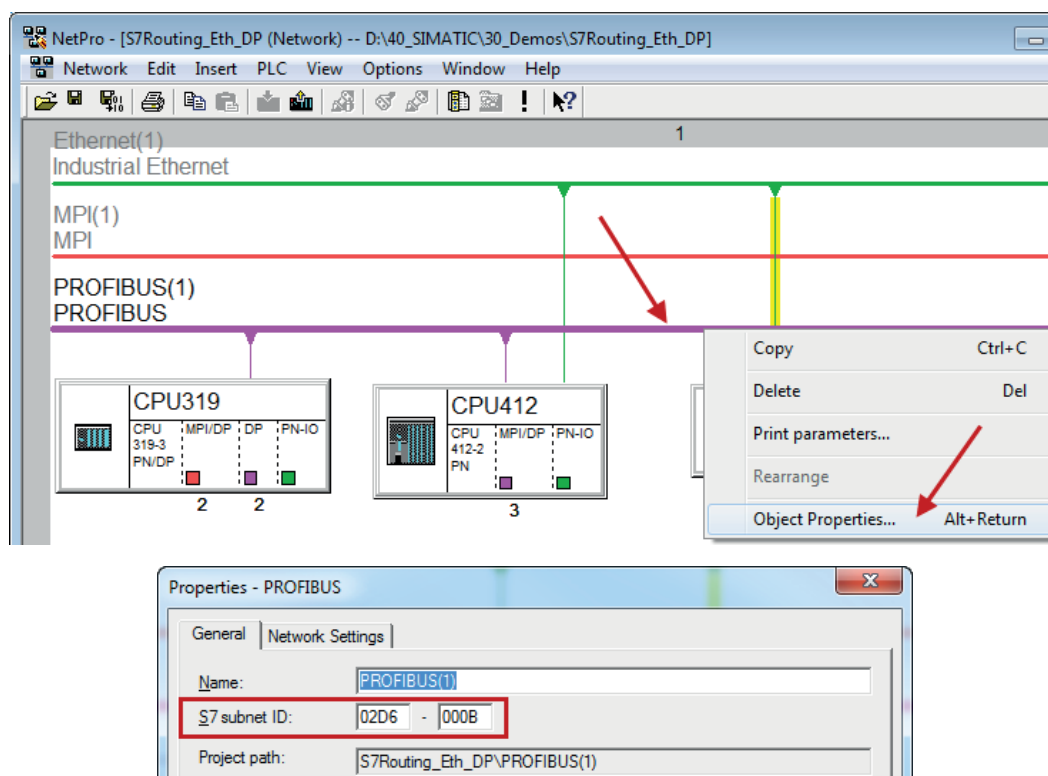 NetPro - [S7Routing_Eth_DP (Network) -- D:\40_SIMATIC\30_Demos\S7Routing_Eth_DP]
Network Edit Insert PLC View Options Window Help
1
Ethernet(1)
Industrial Ethernet
MPI(1)
MPI
PROFIBUS(1)
PROFIBUS
Copy Ctrl+C
Delete Del
Print parameters...
Rearrange
Object Properties... Alt+Return
CPU319
CPU MPI/DP DP PN-IO
319-3
PN/DP
2 2
CPU412
CPU MPI/DP PN-IO
412-2
PN
3
Properties - PROFIBUS
General Network Settings
Name: PROFIBUS(1)
S7 subnet ID: 02D6 - 000B
Project path: S7Routing_Eth_DP\PROFIBUS(1)